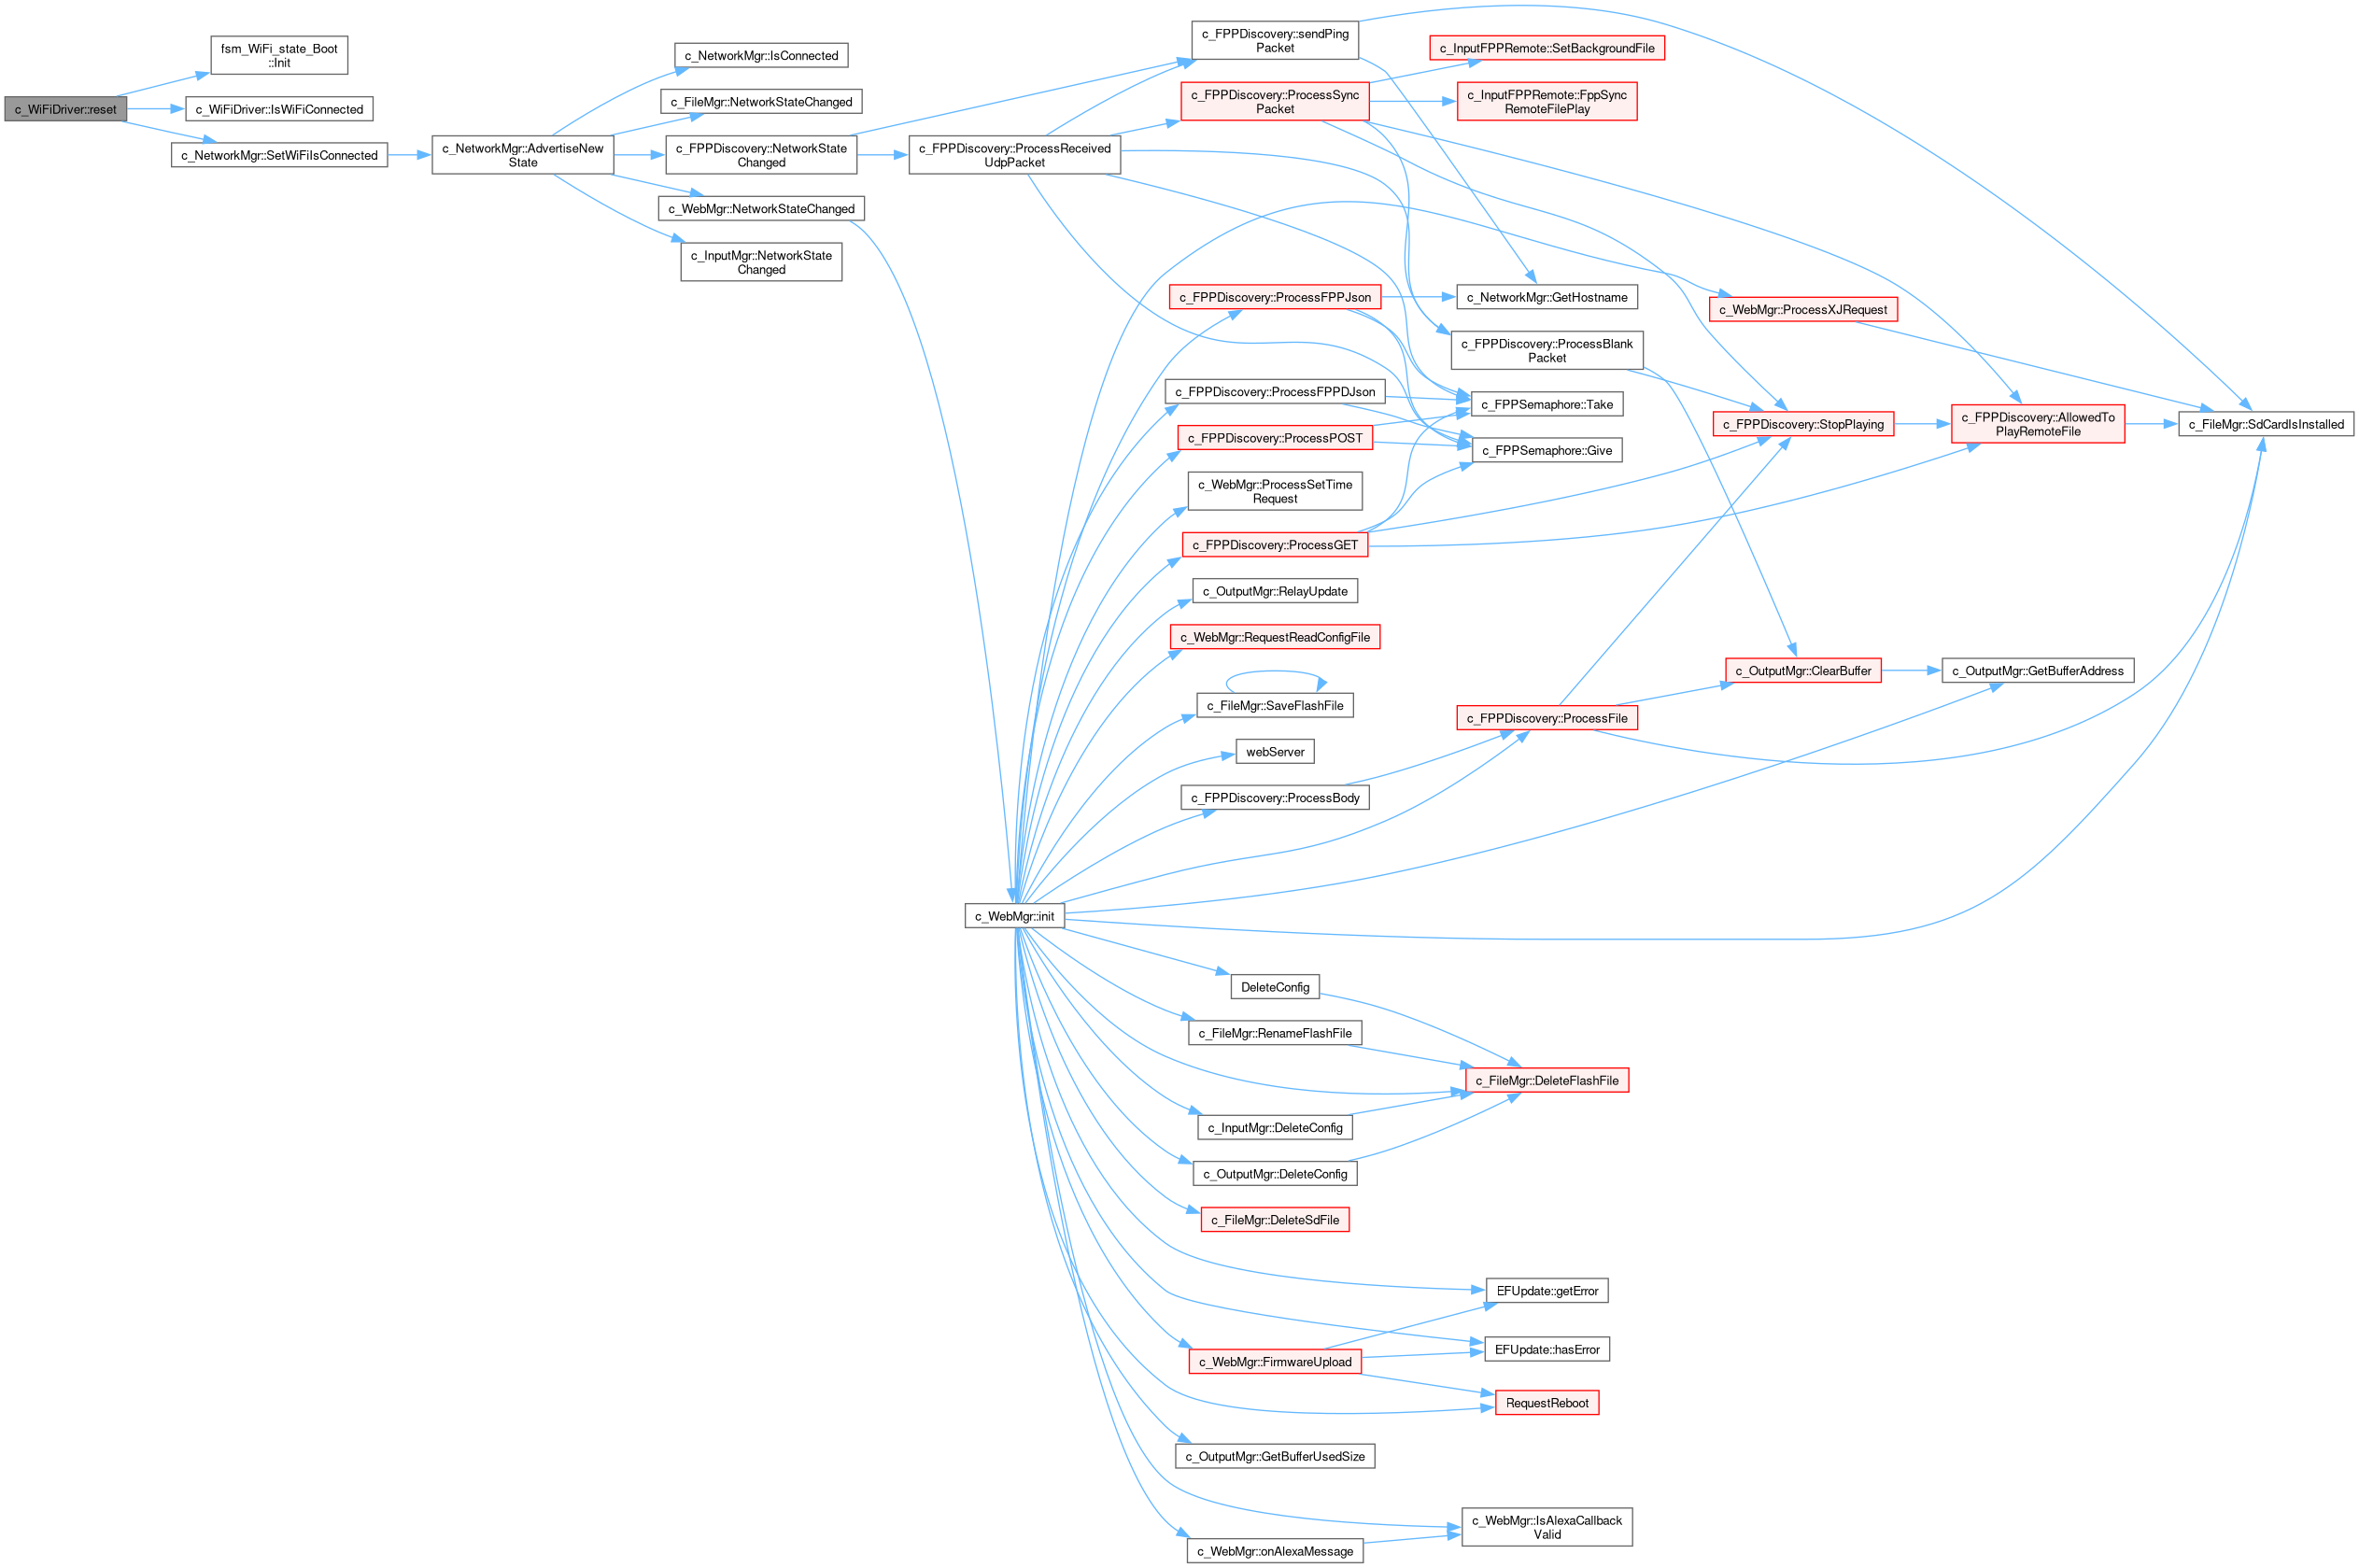 c_WiFiDriver::reset
fsm_WiFi_state_Boot
::Init
c_WiFiDriver::IsWiFiConnected
c_NetworkMgr::SetWiFiIsConnected
c_NetworkMgr::AdvertiseNew
State
c_NetworkMgr::IsConnected
c_FileMgr::NetworkStateChanged
c_FPPDiscovery::NetworkState
Changed
c_WebMgr::NetworkStateChanged
c_InputMgr::NetworkState
Changed
c_FPPDiscovery::ProcessReceived
UdpPacket
c_WebMgr::init
c_FPPDiscovery::sendPing
Packet
c_FPPDiscovery::ProcessSync
Packet
c_FPPDiscovery::ProcessFPPJson
c_FPPDiscovery::ProcessFPPDJson
c_FPPDiscovery::ProcessPOST
c_WebMgr::ProcessSetTime
Request
c_FPPDiscovery::ProcessGET
c_OutputMgr::RelayUpdate
c_WebMgr::RequestReadConfigFile
c_FileMgr::SaveFlashFile
webServer
c_FPPDiscovery::ProcessBody
DeleteConfig
c_FileMgr::RenameFlashFile
c_InputMgr::DeleteConfig
c_OutputMgr::DeleteConfig
c_FileMgr::DeleteSdFile
c_WebMgr::FirmwareUpload
c_OutputMgr::GetBufferUsedSize
c_WebMgr::onAlexaMessage
c_InputFPPRemote::SetBackgroundFile
c_InputFPPRemote::FppSync
RemoteFilePlay
c_NetworkMgr::GetHostname
c_FPPDiscovery::ProcessBlank
Packet
c_FPPSemaphore::Take
c_FPPSemaphore::Give
c_FPPDiscovery::ProcessFile
c_FileMgr::DeleteFlashFile
EFUpdate::getError
EFUpdate::hasError
RequestReboot
c_WebMgr::IsAlexaCallback
Valid
c_WebMgr::ProcessXJRequest
c_FPPDiscovery::StopPlaying
c_OutputMgr::ClearBuffer
c_FPPDiscovery::AllowedTo
PlayRemoteFile
c_OutputMgr::GetBufferAddress
c_FileMgr::SdCardIsInstalled